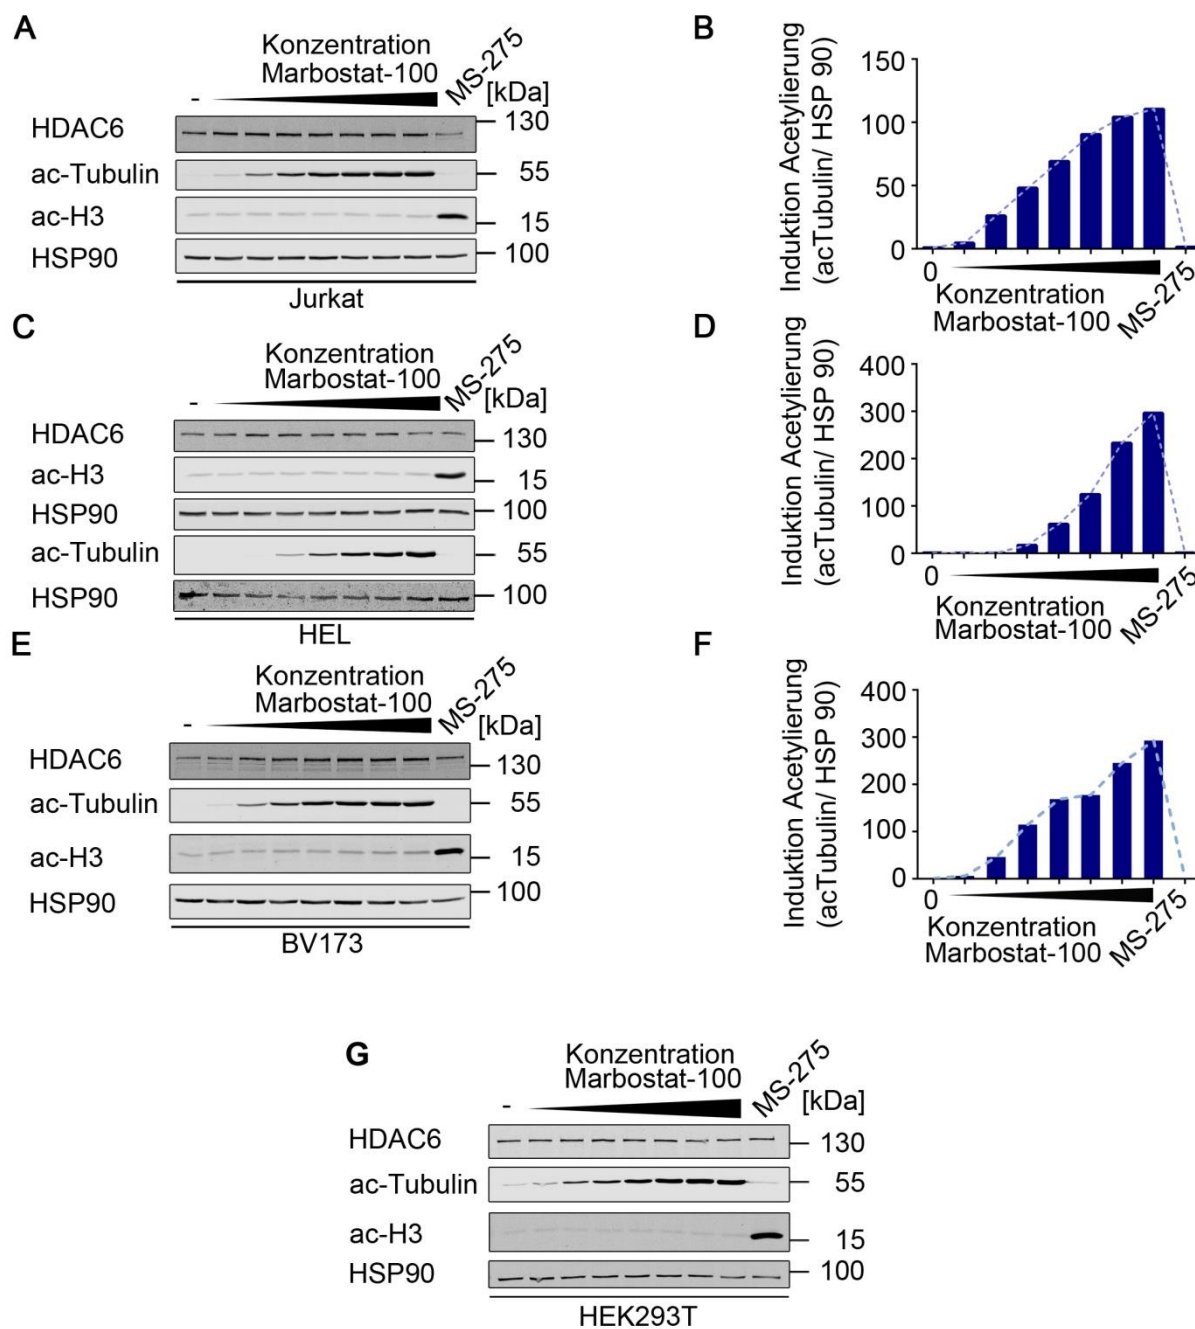 A
Konzentration
Marbostat-100
MS-275
-
[kDa]
HDAC6
130
ac-Tubulin
55
ac-H3
15
HSP90
100
Jurkat
B
Induktion Acetylierung
(acTubulin/ HSP 90)
150
100
50
0
0
Konzentration
Marbostat-100
MS-275
C
Konzentration
Marbostat-100
MS-275
-
[kDa]
HDAC6
130
ac-H3
15
HSP90
100
ac-Tubulin
55
HSP90
100
HEL
D
Induktion Acetylierung
(acTubulin/ HSP 90)
400
300
200
100
0
0
Konzentration
Marbostat-100
MS-275
E
Konzentration
Marbostat-100
MS-275
-
[kDa]
HDAC6
130
ac-Tubulin
55
ac-H3
15
HSP90
100
BV173
F
Induktion Acetylierung
(acTubulin/ HSP 90)
400
300
200
100
0
0
Konzentration
Marbostat-100
MS-275
G
Konzentration
Marbostat-100
MS-275
-
[kDa]
HDAC6
130
ac-Tubulin
55
ac-H3
15
HSP90
100
HEK293T